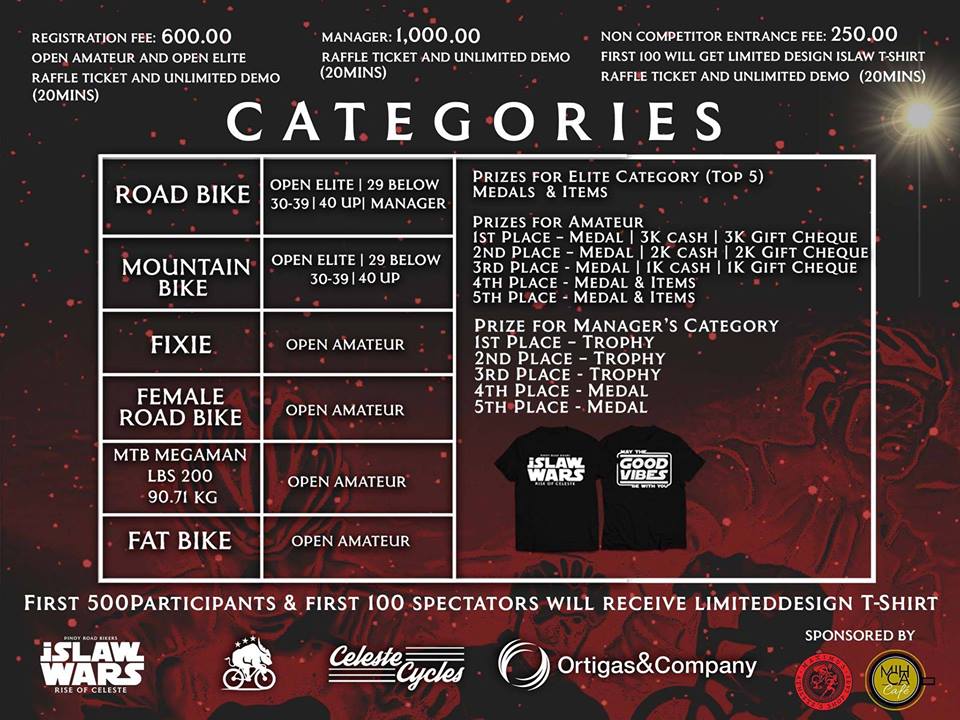 REGISTRATION FEE: 600.00
OPEN AMATEUR AND OPEN ELITE
RAFFLE TICKET AND UNLIMITED DEMO
(20MINS)
MANAGER: 1,000.00
RAFFLE TICKET AND UNLIMITED DEMO
(20MINS)
NON COMPETITOR ENTRANCE FEE: 250.00
FIRST 100 WILL GET LIMITED DESIGN ISLAW T-SHIRT
RAFFLE TICKET AND UNLIMITED DEMO (20MINS)
CATEGORIES
ROAD BIKE
OPEN ELITE | 29 BELOW
30-39 | 40 UP| MANAGER
MOUNTAIN
BIKE
OPEN ELITE | 29 BELOW
30-39 | 40 UP
FIXIE
OPEN AMATEUR
FEMALE
ROAD BIKE
OPEN AMATEUR
MTB MEGAMAN
LBS 200
90.71 KG
OPEN AMATEUR
FAT BIKE
OPEN AMATEUR
PRIZES FOR ELITE CATEGORY (TOP 5)
MEDALS & ITEMS
PRIZES FOR AMATEUR
1ST PLACE – MEDAL | 3K CASH | 3K GIFT CHEQUE
2ND PLACE – MEDAL | 2K CASH | 2K GIFT CHEQUE
3RD PLACE - MEDAL | 1K CASH | 1K GIFT CHEQUE
4TH PLACE - MEDAL & ITEMS
5TH PLACE - MEDAL & ITEMS
PRIZE FOR MANAGER'S CATEGORY
1ST PLACE – TROPHY
2ND PLACE – TROPHY
3RD PLACE - TROPHY
4TH PLACE - MEDAL
5TH PLACE - MEDAL
PINOY ROAD BIKERS
iSLAW
WARS
RISE OF CELESTE
MAY THE
GOOD
VIBES
BE WITH YOU
FIRST 500PARTICIPANTS & FIRST 100 SPECTATORS WILL RECEIVE LIMITEDDESIGN T-SHIRT
PINOY ROAD BIKERS
iSLAW
WARS
RISE OF CELESTE
Celeste
Cycles
Ortigas&Company
SPONSORED BY
MIHCA
Café